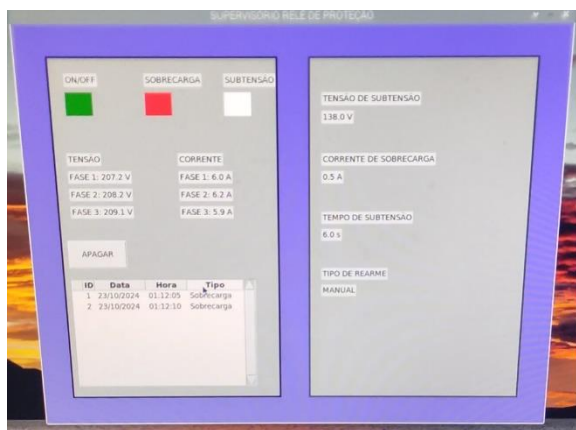 SUPERVISORIO RELE DE PROTEÇÃO
ON/OFF SOBRECARGA SUBTENSÃO
TENSÃO CORRENTE
FASE 1: 207.2 V FASE 1: 6.0 A
FASE 2: 208.2 V FASE 2: 6.2 A
FASE 3: 209.1 V FASE 3: 5.9 A
APAGAR
ID Data Hora Tipo
1 23/10/2024 01:12:05 Sobrecarga
2 23/10/2024 01:12:10 Sobrecarga
TENSÃO DE SUBTENSÃO
138.0 V
CORRENTE DE SOBRECARGA
0.5 A
TEMPO DE SUBTENSÃO
6.0 s
TIPO DE REARME
MANUAL